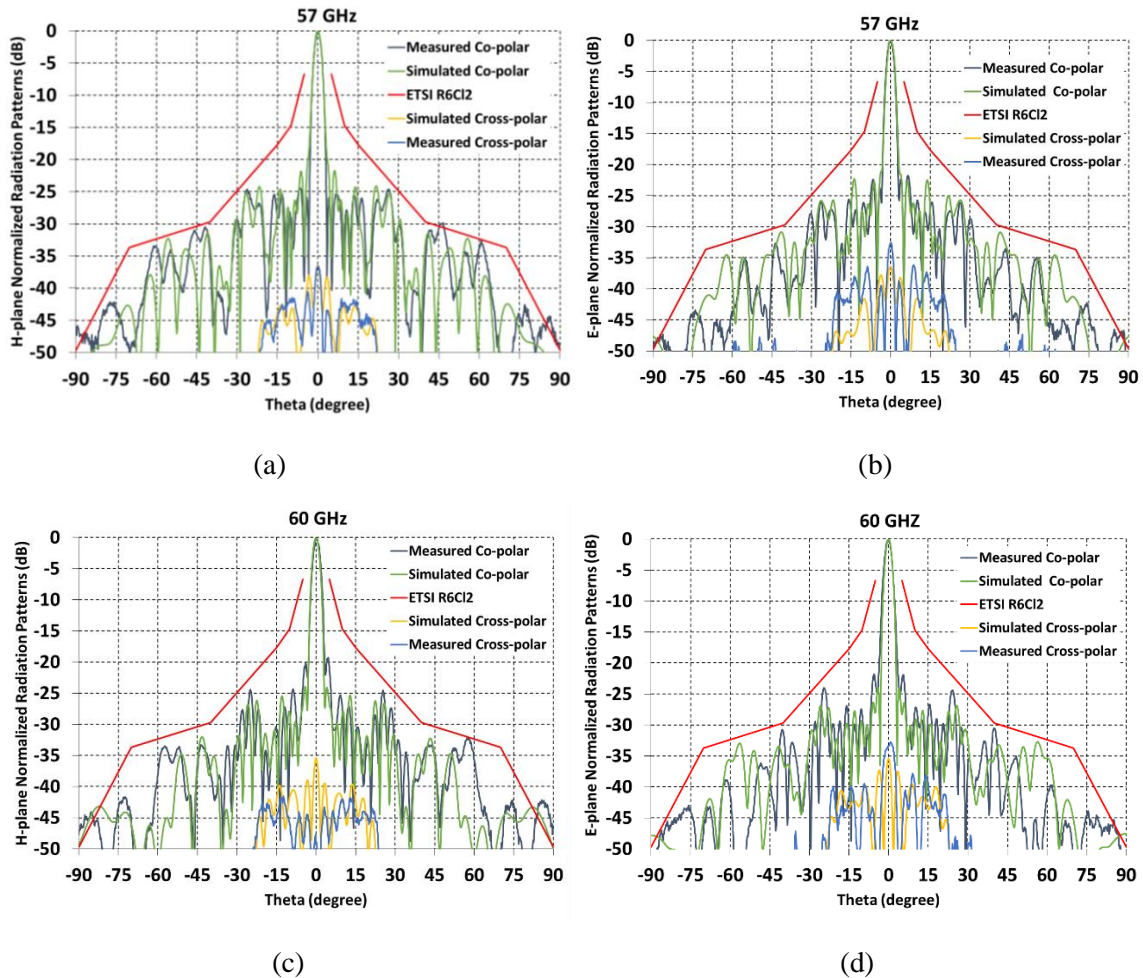 57 GHz
H-plane Normalized Radiation Patterns (dB)
0
-5
-10
-15
-20
-25
-30
-35
-40
-45
-50
Measured Co-polar
Simulated Co-polar
ETSI R6Cl2
Simulated Cross-polar
Measured Cross-polar
-90 -75 -60 -45 -30 -15 0 15 30 45 60 75 90
Theta (degree)
(a)
57 GHz
E-plane Normalized Radiation Patterns (dB)
0
-5
-10
-15
-20
-25
-30
-35
-40
-45
-50
Measured Co-polar
Simulated Co-polar
ETSI R6Cl2
Simulated Cross-polar
Measured Cross-polar
-90 -75 -60 -45 -30 -15 0 15 30 45 60 75 90
Theta (degree)
(b)
60 GHz
H-plane Normalized Radiation Patterns (dB)
0
-5
-10
-15
-20
-25
-30
-35
-40
-45
-50
Measured Co-polar
Simulated Co-polar
ETSI R6Cl2
Simulated Cross-polar
Measured Cross-polar
-90 -75 -60 -45 -30 -15 0 15 30 45 60 75 90
Theta (degree)
(c)
60 GHZ
E-plane Normalized Radiation Patterns (dB)
0
-5
-10
-15
-20
-25
-30
-35
-40
-45
-50
Measured Co-polar
Simulated Co-polar
ETSI R6Cl2
Simulated Cross-polar
Measured Cross-polar
-90 -75 -60 -45 -30 -15 0 15 30 45 60 75 90
Theta (degree)
(d)